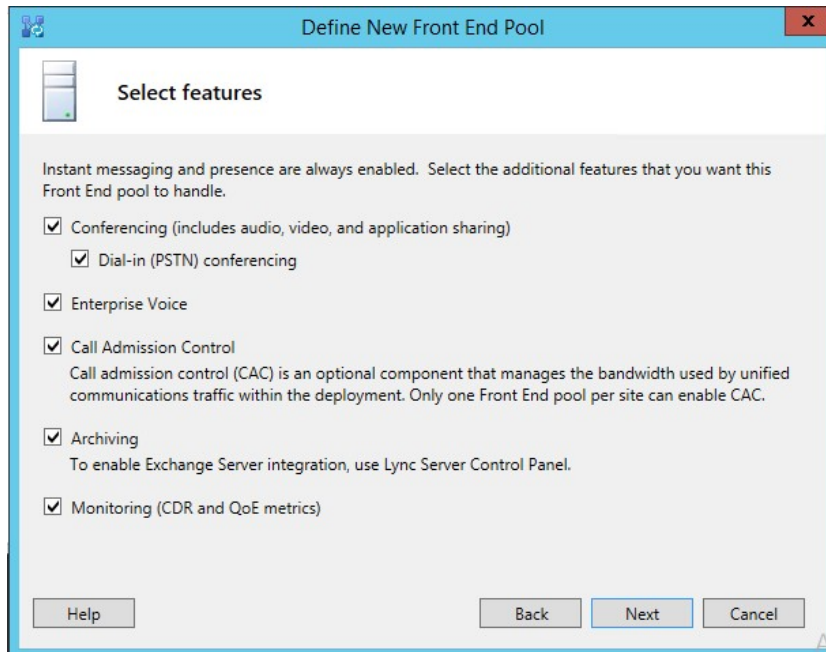 Define New Front End Pool
x
Select features
Instant messaging and presence are always enabled.  Select the additional features that you want this
Front End pool to handle.
Conferencing (includes audio, video, and application sharing)
Dial-in (PSTN) conferencing
Enterprise Voice
Call Admission Control
Call admission control (CAC) is an optional component that manages the bandwidth used by unified
communications traffic within the deployment. Only one Front End pool per site can enable CAC.
Archiving
To enable Exchange Server integration, use Lync Server Control Panel.
Monitoring (CDR and QoE metrics)
Help
Back
Next
Cancel